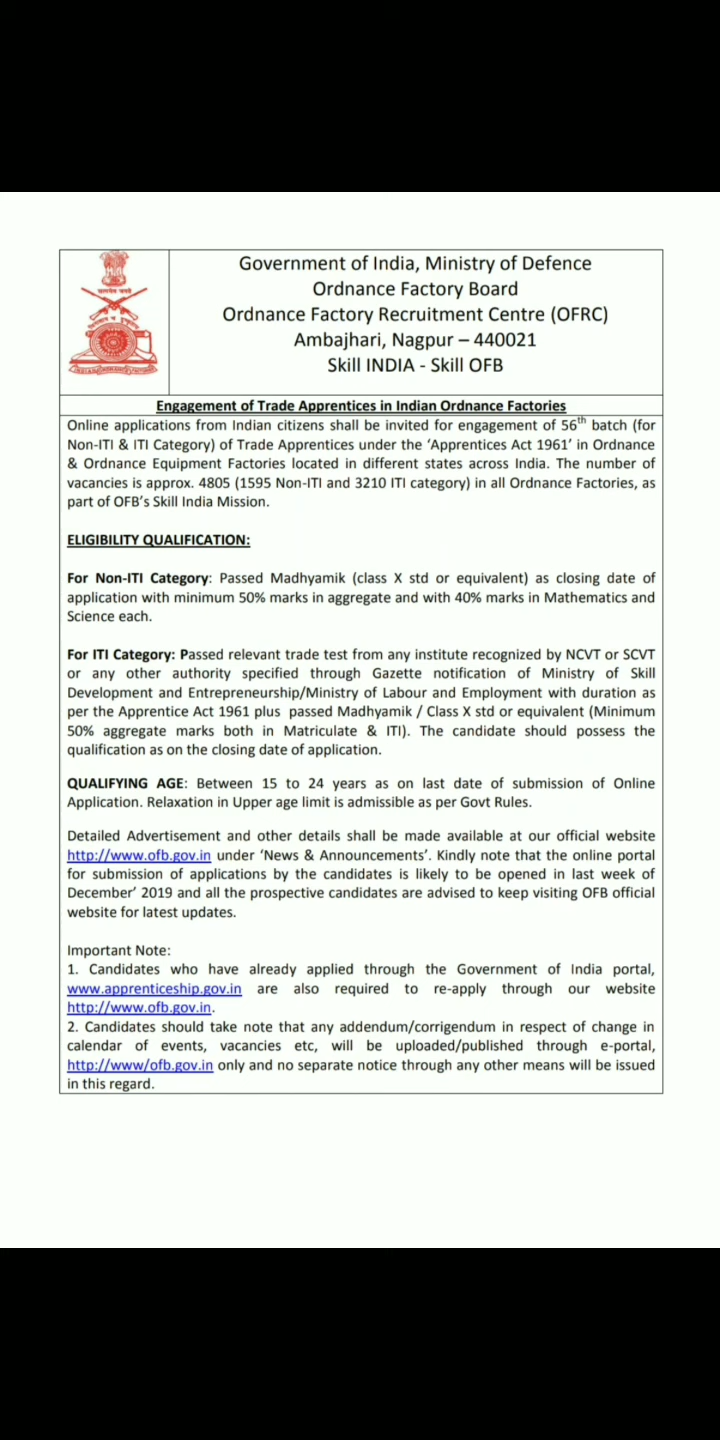 Government of India, Ministry of Defence
Ordnance Factory Board
Ordnance Factory Recruitment Centre (OFRC)
Ambajhari, Nagpur – 440021
Skill INDIA - Skill OFB
Engagement of Trade Apprentices in Indian Ordnance Factories
Online applications from Indian citizens shall be invited for engagement of 56th batch (for
Non-ITI & ITI Category) of Trade Apprentices under the ‘Apprentices Act 1961’ in Ordnance
& Ordnance Equipment Factories located in different states across India. The number of
vacancies is approx. 4805 (1595 Non-ITI and 3210 ITI category) in all Ordnance Factories, as
part of OFB’s Skill India Mission.
ELIGIBILITY QUALIFICATION:
For Non-ITI Category: Passed Madhyamik (class X std or equivalent) as closing date of
application with minimum 50% marks in aggregate and with 40% marks in Mathematics and
Science each.
For ITI Category: Passed relevant trade test from any institute recognized by NCVT or SCVT
or any other authority specified through Gazette notification of Ministry of Skill
Development and Entrepreneurship/Ministry of Labour and Employment with duration as
per the Apprentice Act 1961 plus passed Madhyamik / Class X std or equivalent (Minimum
50% aggregate marks both in Matriculate & ITI). The candidate should possess the
qualification as on the closing date of application.
QUALIFYING AGE: Between 15 to 24 years as on last date of submission of Online
Application. Relaxation in Upper age limit is admissible as per Govt Rules.
Detailed Advertisement and other details shall be made available at our official website
http://www.ofb.gov.in under ‘News & Announcements’. Kindly note that the online portal
for submission of applications by the candidates is likely to be opened in last week of
December’ 2019 and all the prospective candidates are advised to keep visiting OFB official
website for latest updates.
Important Note:
1. Candidates who have already applied through the Government of India portal,
www.apprenticeship.gov.in are also required to re-apply through our website
http://www.ofb.gov.in.
2. Candidates should take note that any addendum/corrigendum in respect of change in
calendar of events, vacancies etc, will be uploaded/published through e-portal,
http://www/ofb.gov.in only and no separate notice through any other means will be issued
in this regard.